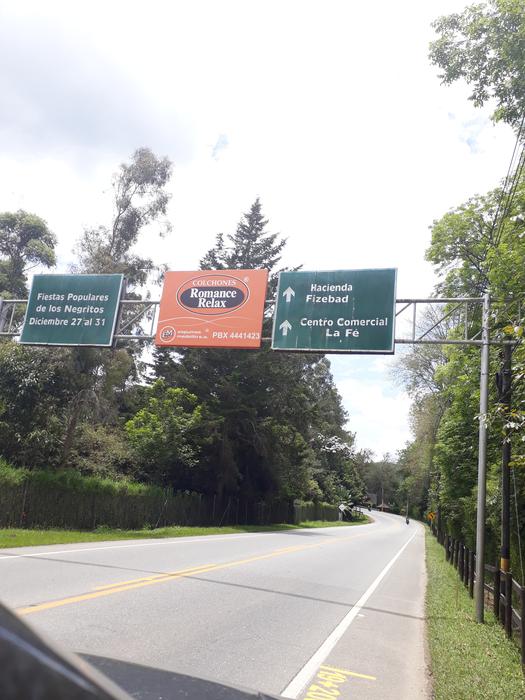 Fiestas Populares
de los Negritos
Diciembre 27 al 31
COLCHONES
Romance
Relax
PBX 4441423
Hacienda
Fizebad
Centro Comercial
La Fé